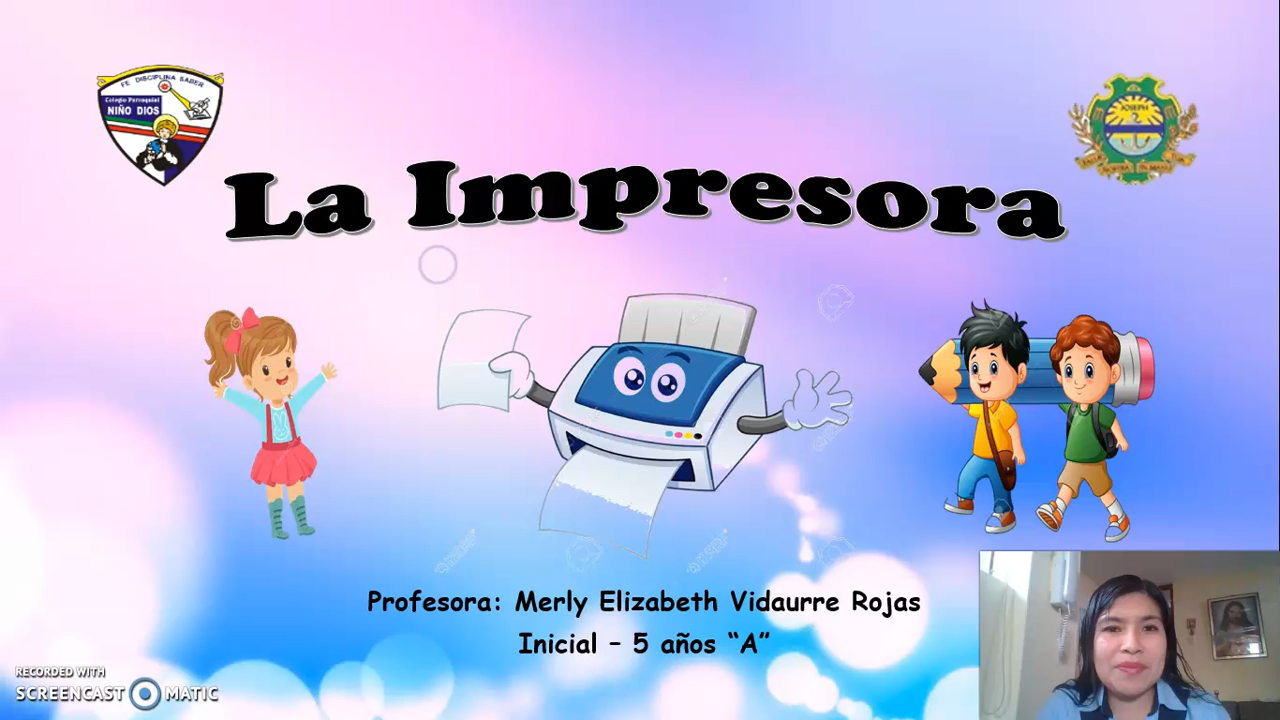 FE DISCIPLINA SABER
Colegio Parroquial
NIÑO DIOS
JOSEPH
La Impresora
Profesora: Merly Elizabeth Vidaurre Rojas
Inicial – 5 años “A”
RECORDED WITH
SCREENCAST MATIC